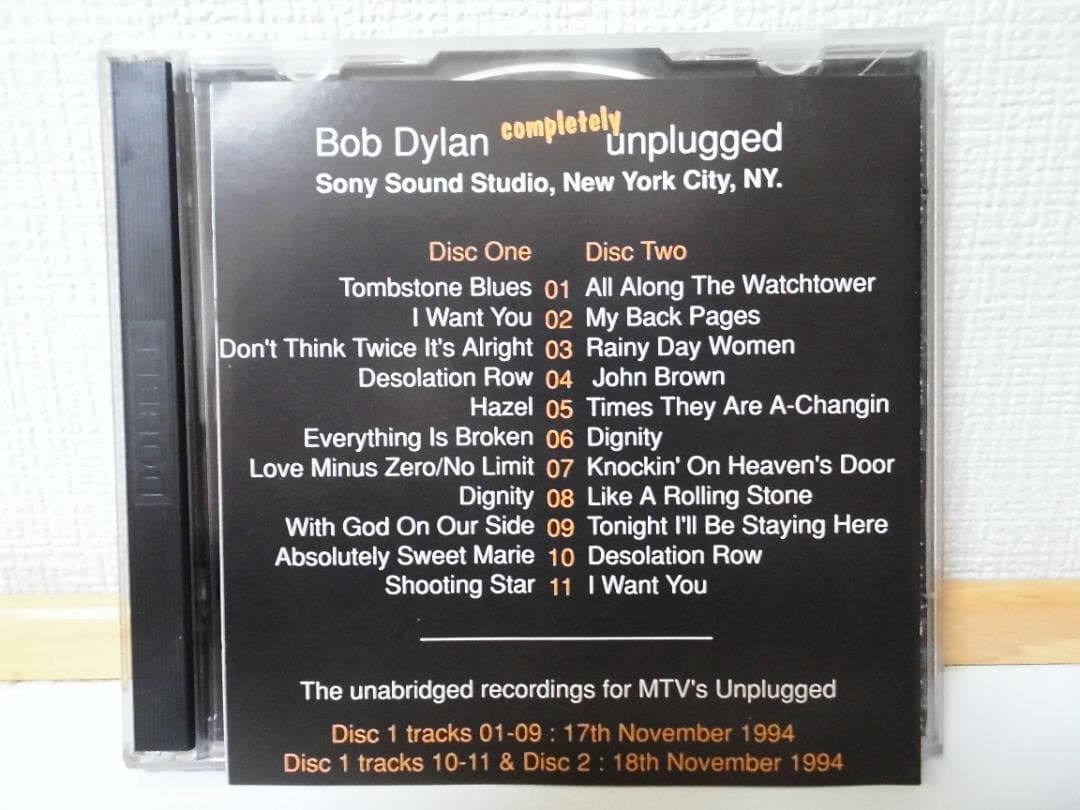 Bob Dylan completely unplugged
Sony Sound Studio, New York City, NY.
Disc One Disc Two
Tombstone Blues 01 All Along The Watchtower
I Want You 02 My Back Pages
Don't Think Twice It's Alright 03 Rainy Day Women
Desolation Row 04 John Brown
Hazel 05 Times They Are A-Changin
Everything Is Broken 06 Dignity
Love Minus Zero/No Limit 07 Knockin' On Heaven's Door
Dignity 08 Like A Rolling Stone
With God On Our Side 09 Tonight I'll Be Staying Here
Absolutely Sweet Marie 10 Desolation Row
Shooting Star 11 I Want You
The unabridged recordings for MTV's Unplugged
Disc 1 tracks 01-09 : 17th November 1994
Disc 1 tracks 10-11 & Disc 2 : 18th November 1994